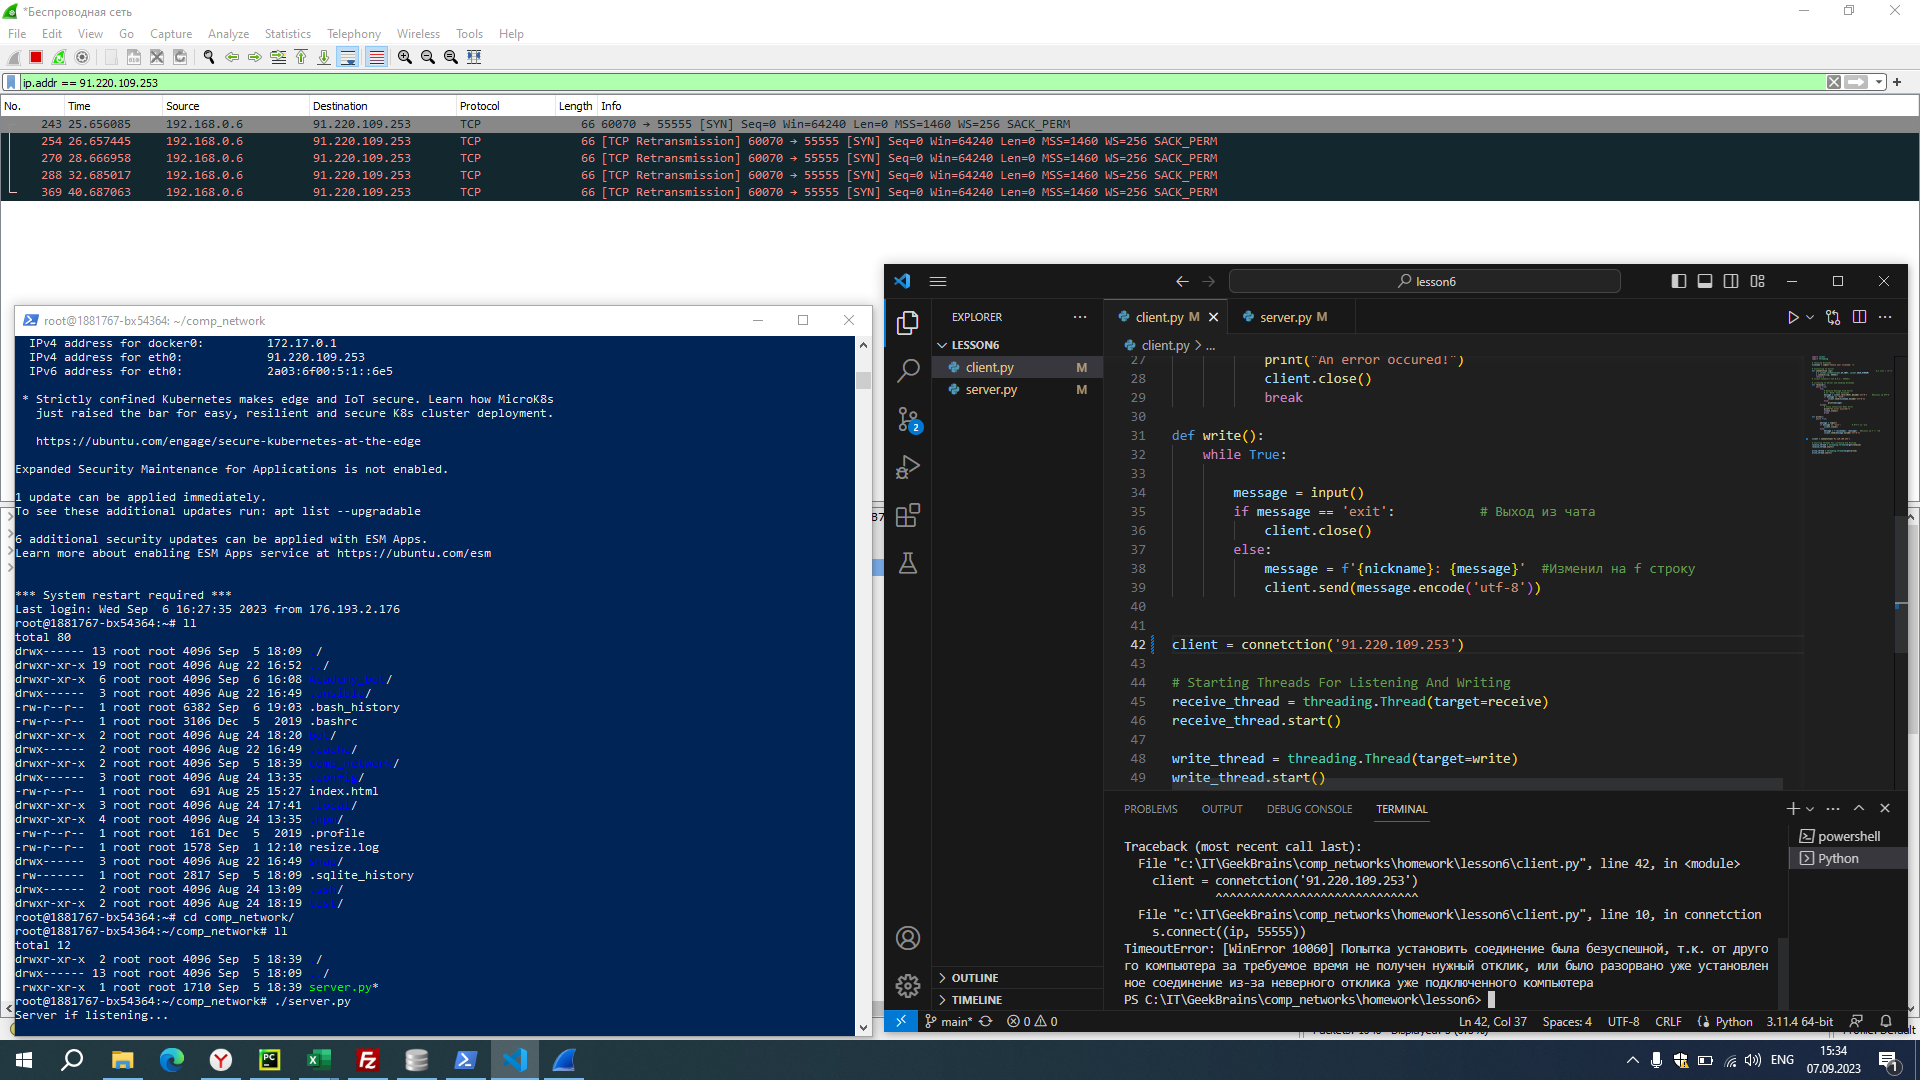 *Беспроводная сеть
File Edit View Go Capture Analyze Statistics Telephony Wireless Tools Help
ip.addr == 91.220.109.253
No. Time Source Destination Protocol Length Info
243 25.656085 192.168.0.6 91.220.109.253 TCP 66 60070 → 55555 [SYN] Seq=0 Win=64240 Len=0 MSS=1460 WS=256 SACK_PERM
254 26.657445 192.168.0.6 91.220.109.253 TCP 66 [TCP Retransmission] 60070 → 55555 [SYN] Seq=0 Win=64240 Len=0 MSS=1460 WS=256 SACK_PERM
270 28.666958 192.168.0.6 91.220.109.253 TCP 66 [TCP Retransmission] 60070 → 55555 [SYN] Seq=0 Win=64240 Len=0 MSS=1460 WS=256 SACK_PERM
288 32.685017 192.168.0.6 91.220.109.253 TCP 66 [TCP Retransmission] 60070 → 55555 [SYN] Seq=0 Win=64240 Len=0 MSS=1460 WS=256 SACK_PERM
369 40.687063 192.168.0.6 91.220.109.253 TCP 66 [TCP Retransmission] 60070 → 55555 [SYN] Seq=0 Win=64240 Len=0 MSS=1460 WS=256 SACK_PERM
root@1881767-bx54364: ~/comp_network
IPv4 address for docker0: 172.17.0.1
IPv4 address for eth0: 91.220.109.253
IPv6 address for eth0: 2a03:6f00:5:1::6e5
* Strictly confined Kubernetes makes edge and IoT secure. Learn how MicroK8s
just raised the bar for easy, resilient and secure K8s cluster deployment.
https://ubuntu.com/engage/secure-kubernetes-at-the-edge
Expanded Security Maintenance for Applications is not enabled.
1 update can be applied immediately.
To see these additional updates run: apt list --upgradable
6 additional security updates can be applied with ESM Apps.
Learn more about enabling ESM Apps service at https://ubuntu.com/esm
*** System restart required ***
Last login: Wed Sep  6 16:27:35 2023 from 176.193.2.176
root@1881767-bx54364:~# ll
total 80
drwx------ 13 root root 4096 Sep  5 18:09 /
drwxr-xr-x 19 root root 4096 Aug 22 16:52 /
drwxr-xr-x  6 root root 4096 Sep  6 16:08 /
drwx------  3 root root 4096 Aug 22 16:49 /
-rw-r--r--  1 root root 6382 Sep  6 19:03 .bash_history
-rw-r--r--  1 root root 3106 Dec  5  2019 .bashrc
drwxr-xr-x  2 root root 4096 Aug 24 18:20 /
drwx------  2 root root 4096 Aug 22 16:49 /
drwxr-xr-x  2 root root 4096 Sep  5 18:39 comp_network/
drwx------  3 root root 4096 Aug 24 13:35 /
-rw-r--r--  1 root root  691 Aug 25 15:27 index.html
drwxr-xr-x  3 root root 4096 Aug 24 17:41 /
drwxr-xr-x  4 root root 4096 Aug 24 13:35 /
-rw-r--r--  1 root root  161 Dec  5  2019 .profile
-rw-r--r--  1 root root 1578 Sep  1 12:10 resize.log
drwx------  3 root root 4096 Aug 22 16:49 /
-rw-------  1 root root 2817 Sep  5 18:09 .sqlite_history
drwx------  2 root root 4096 Aug 24 13:09 /
drwxr-xr-x  2 root root 4096 Aug 24 18:19 /
root@1881767-bx54364:~# cd comp_network/
root@1881767-bx54364:~/comp_network# ll
total 12
drwxr-xr-x  2 root root 4096 Sep  5 18:39 /
drwx------ 13 root root 4096 Sep  5 18:09 /
-rwxr-xr-x  1 root root 1710 Sep  5 18:39 server.py*
root@1881767-bx54364:~/comp_network# ./server.py
Server if listening...
87
lesson6
EXPLORER
LESSON6
client.py M
server.py M
OUTLINE
TIMELINE
2
client.py M server.py M
client.py > ...
27 print("An error occured!")
28 client.close()
29 break
30
31 def write():
32 while True:
33
34 message = input()
35 if message == 'exit': # Выход из чата
36 client.close()
37 else:
38 message = f'{nickname}: {message}' #Изменил на f строку
39 client.send(message.encode('utf-8'))
40
41
42 client = connetction('91.220.109.253')
43
44 # Starting Threads For Listening And Writing
45 receive_thread = threading.Thread(target=receive)
46 receive_thread.start()
47
48 write_thread = threading.Thread(target=write)
49 write_thread.start()
PROBLEMS OUTPUT DEBUG CONSOLE TERMINAL
powershell
Python
Traceback (most recent call last):
File "c:\IT\GeekBrains\comp_networks\homework\lesson6\client.py", line 42, in <module>
client = connetction('91.220.109.253')
^^^^^^^^^^^^^^^^^^^^^^^^^^^^^
File "c:\IT\GeekBrains\comp_networks\homework\lesson6\client.py", line 10, in connetction
s.connect((ip, 55555))
TimeoutError: [WinError 10060] Попытка установить соединение была безуспешной, т.к. от друго
го компьютера за требуемое время не получен нужный отклик, или было разорвано уже установлен
ное соединение из-за неверного отклика уже подключенного компьютера
PS C:\IT\GeekBrains\comp_networks\homework\lesson6>
main* 0 0 Ln 42, Col 37 Spaces: 4 UTF-8 CRLF Python 3.11.4 64-bit
ENG 15:34
07.09.2023
1